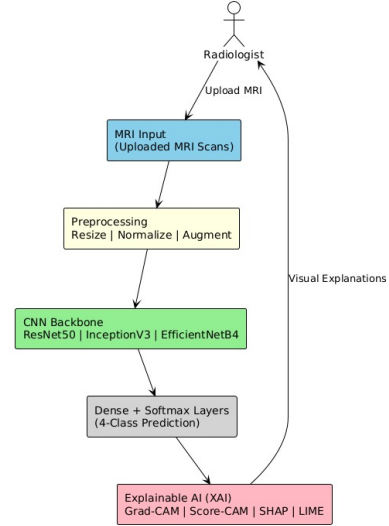 Radiologist
Upload MRI
MRI Input
(Uploaded MRI Scans)
Preprocessing
Resize | Normalize | Augment
Visual Explanations
CNN Backbone
ResNet50 | InceptionV3 | EfficientNetB4
Dense + Softmax Layers
(4-Class Prediction)
Explainable AI (XAI)
Grad-CAM | Score-CAM | SHAP | LIME